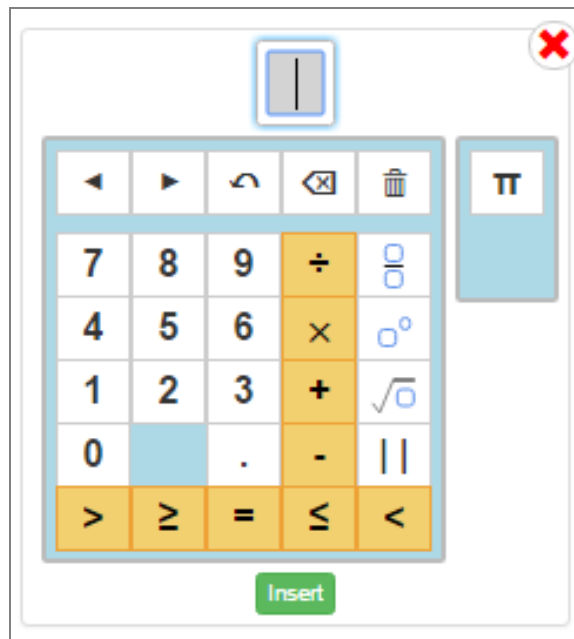 π
7 8 9 ÷
4 5 6 ×
1 2 3 +
0 . - ||
> ≥ = ≤ <
Insert